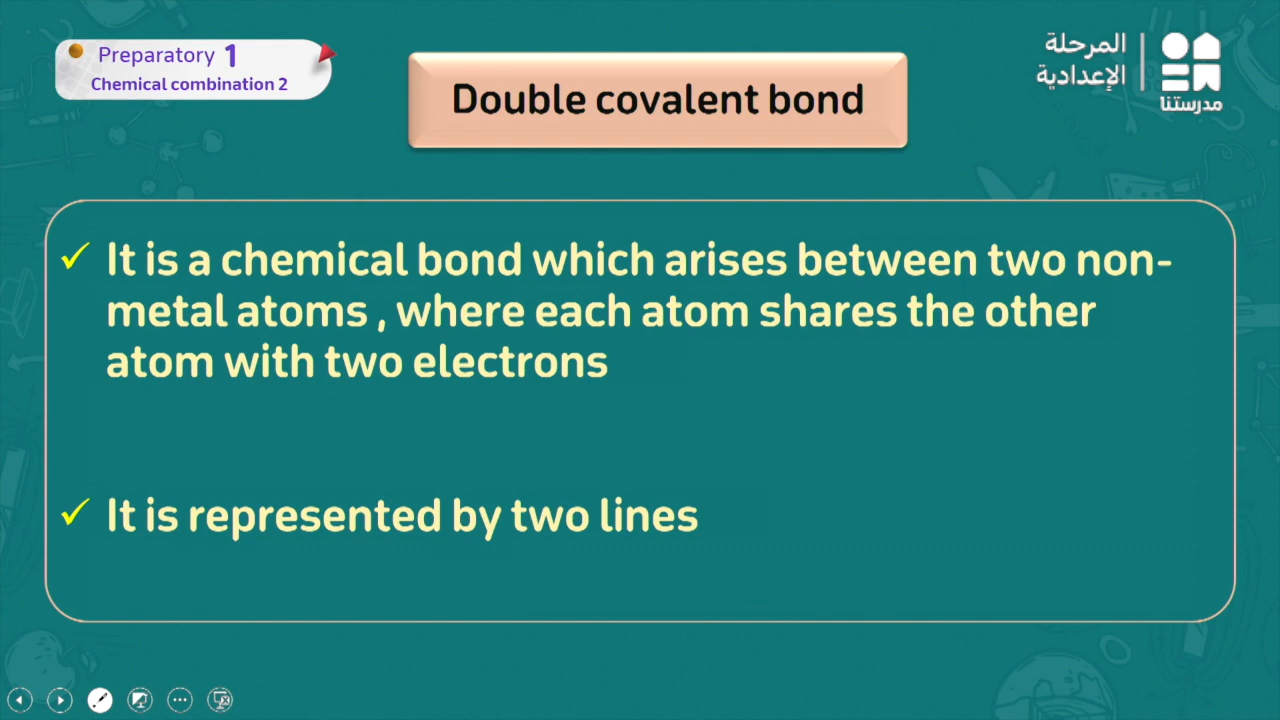 Preparatory 1
Chemical combination 2
المرحلة
الإعدادية
مدرستنا
Double covalent bond
It is a chemical bond which arises between two non-
metal atoms , where each atom shares the other
atom with two electrons
It is represented by two lines